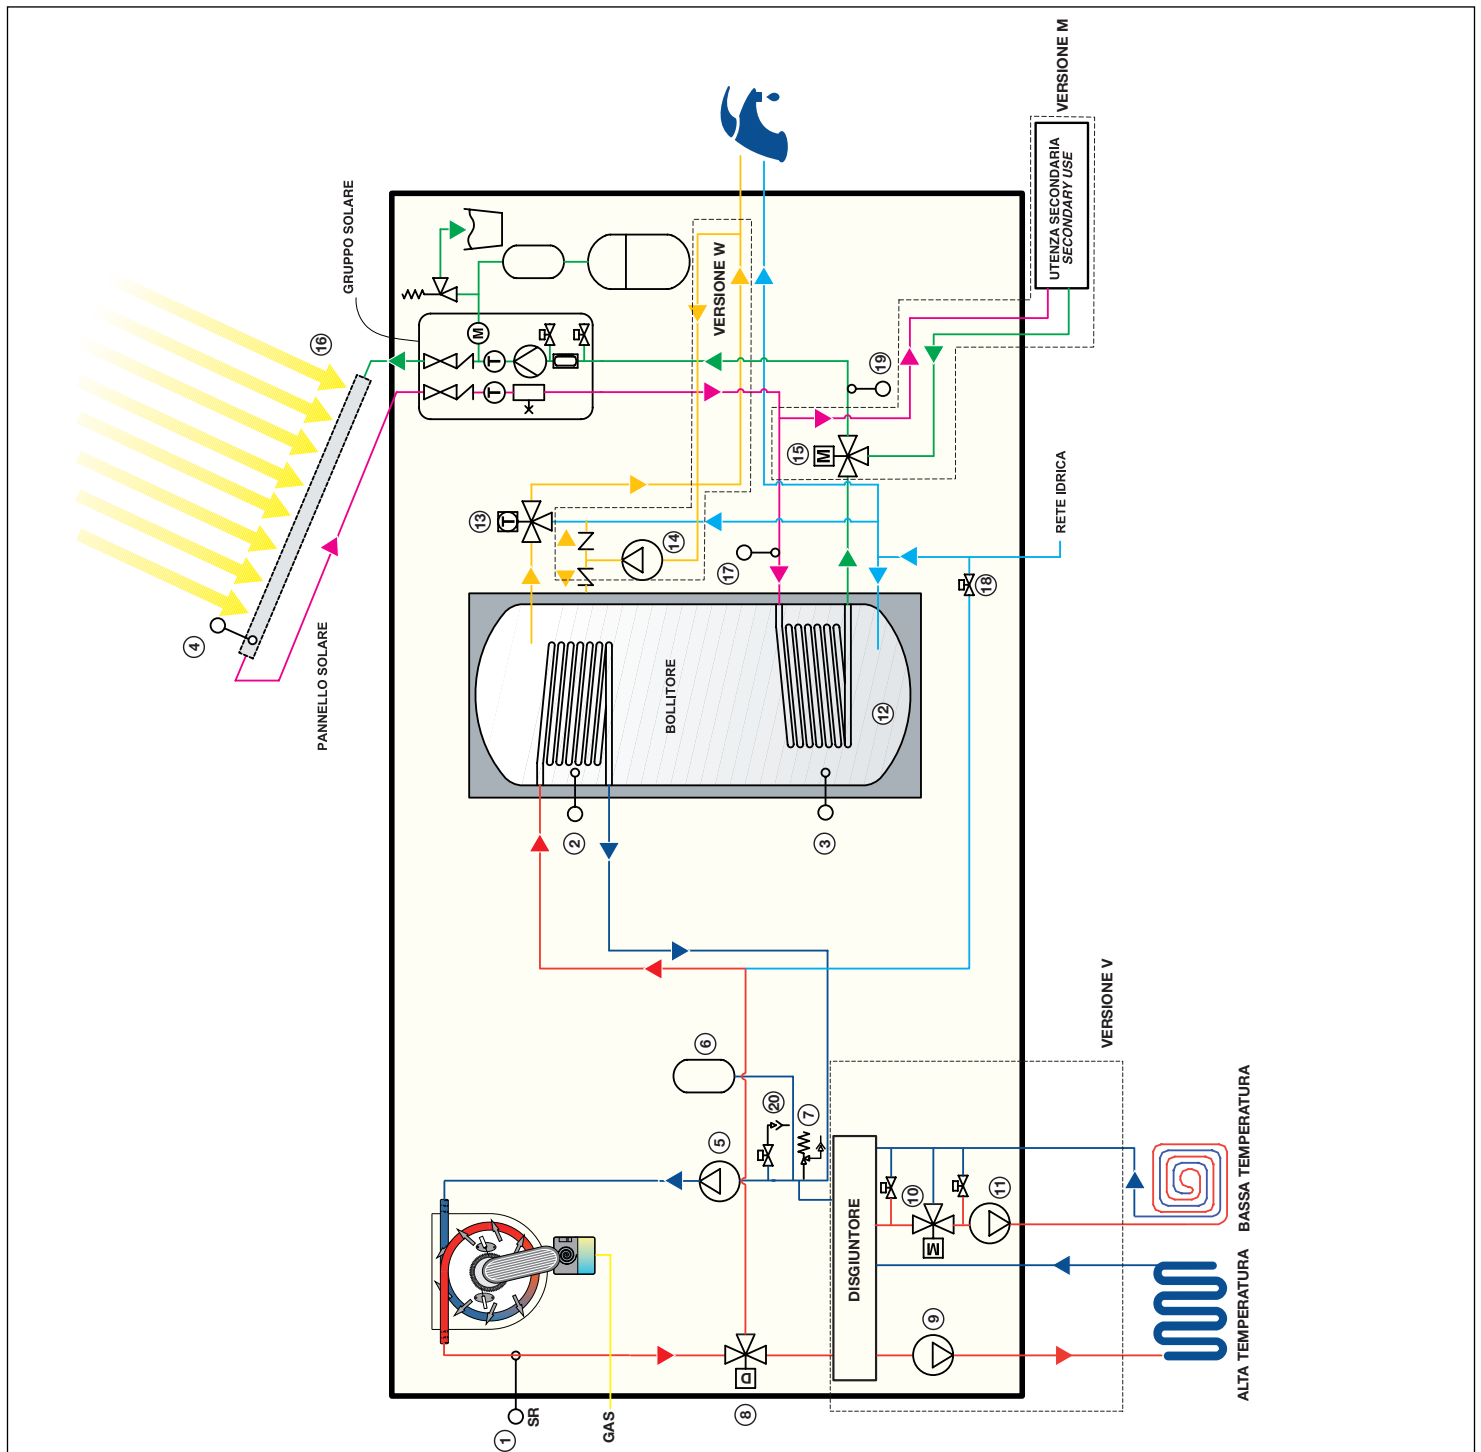 VERSIONE M
UTENZA SECONDARIA
SECONDARY USE
GRUPPO SOLARE
VERSIONE W
16
M
T
T
19
15
M
13
T
14
17
RETE IDRICA
18
4
PANNELLO SOLARE
BOLLITORE
12
2
3
VERSIONE V
6
20
7
5
DISGIUNTORE
10
11
M
9
BASSA TEMPERATURA
ALTA TEMPERATURA
D
8
1
SR
GAS